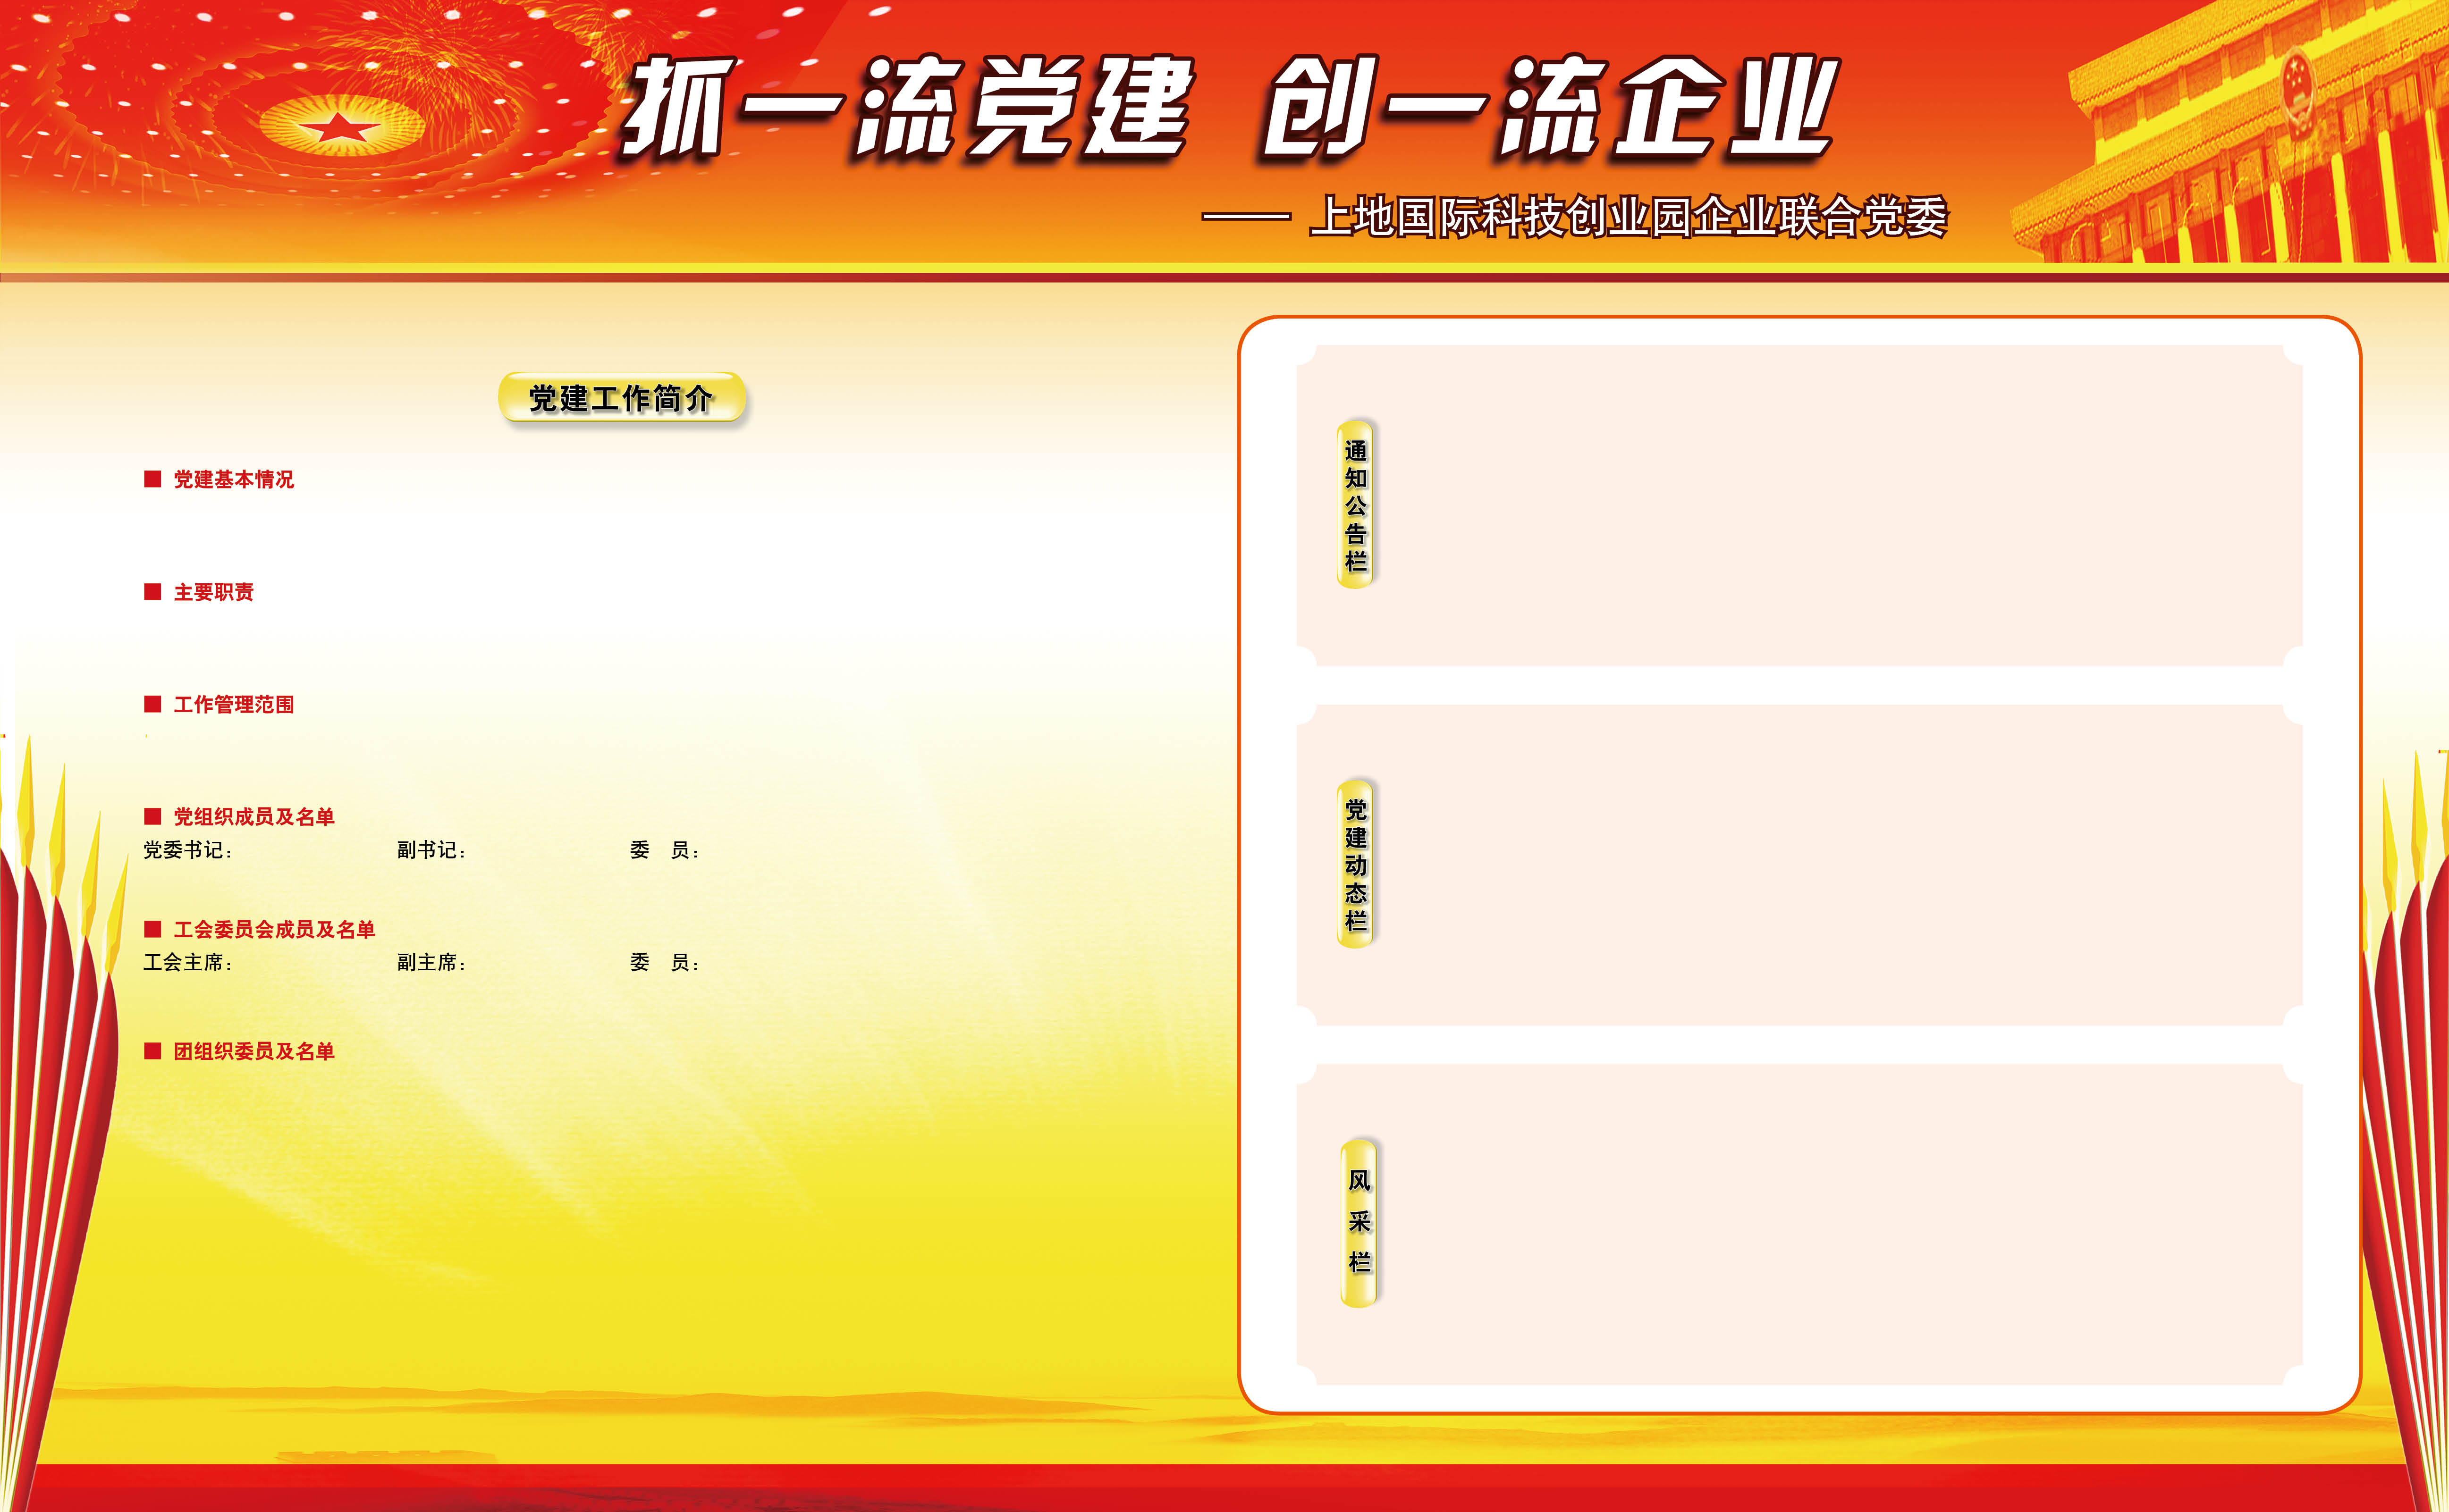 抓一流党建 创一流企业
—— 上地国际科技创业园企业联合党委
党建工作简介
■ 党建基本情况
■ 主要职责
■ 工作管理范围
■ 党组织成员及名单
党委书记： 副书记： 委 员：
■ 工会委员会成员及名单
工会主席： 副主席： 委 员：
■ 团组织委员及名单
通知公告栏
党建动态栏
风采栏